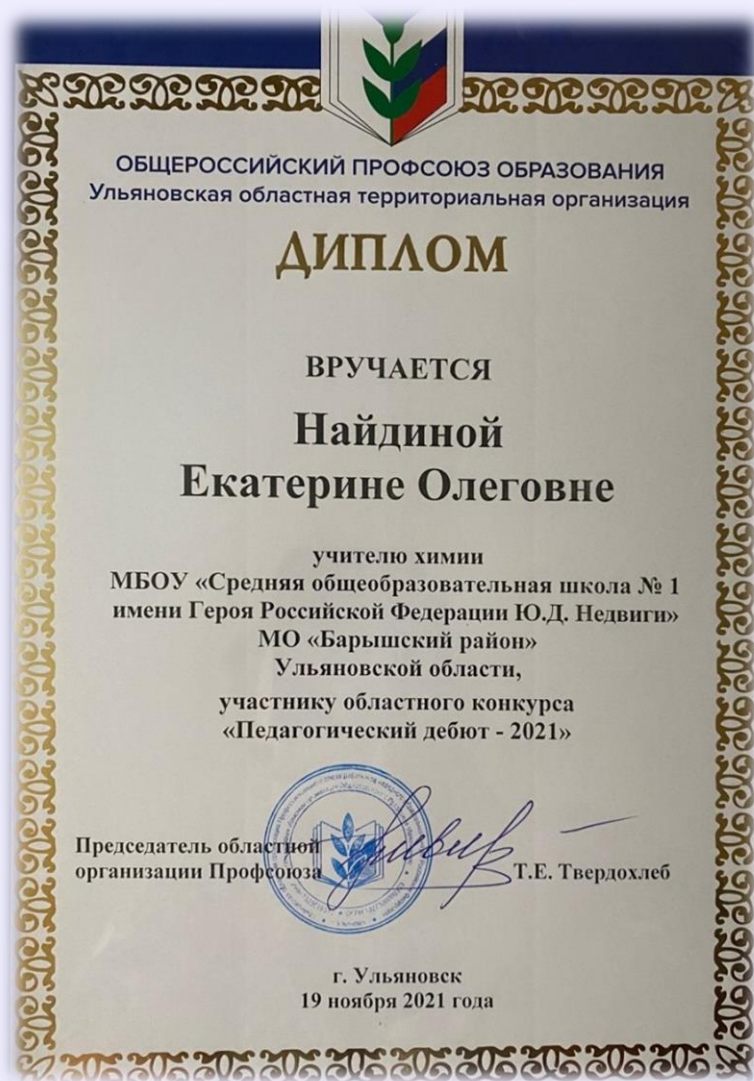 ОБЩЕРОССИЙСКИЙ ПРОФСОЮЗ ОБРАЗОВАНИЯ
Ульяновская областная территориальная организация
ДИПЛОМ
ВРУЧАЕТСЯ
Найдиной
Екатерине Олеговне
учителю химии
МБОУ «Средняя общеобразовательная школа № 1
имени Героя Российской Федерации Ю.Д. Недвиги»
МО «Барышский район»
Ульяновской области,
участнику областного конкурса
«Педагогический дебют - 2021»
Председатель областной
организации Профсоюза Т.Е. Твердохлеб
г. Ульяновск
19 ноября 2021 года